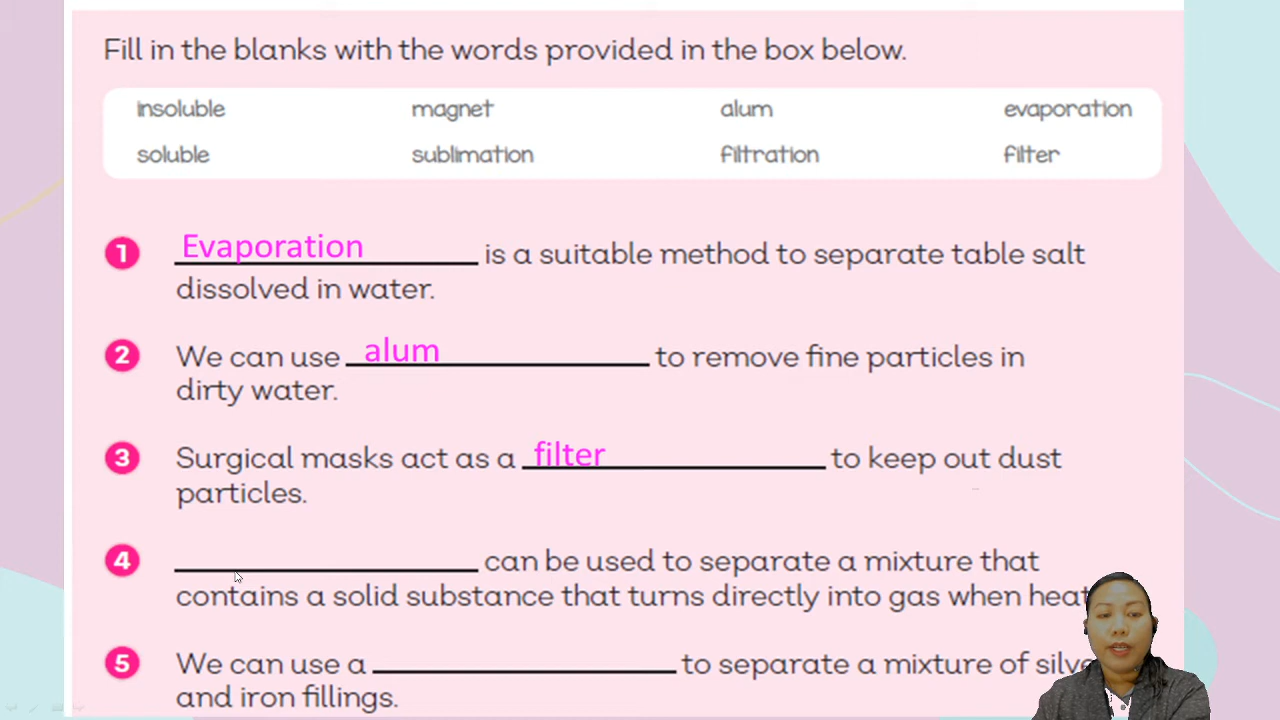 Fill in the blanks with the words provided in the box below.
insoluble magnet alum evaporation
soluble sublimation filtration filter
1 Evaporation is a suitable method to separate table salt
dissolved in water.
2 We can use alum to remove fine particles in
dirty water.
3 Surgical masks act as a filter to keep out dust
particles.
4 can be used to separate a mixture that
contains a solid substance that turns directly into gas when
5 We can use a to separate a mixture of
and iron fillings.